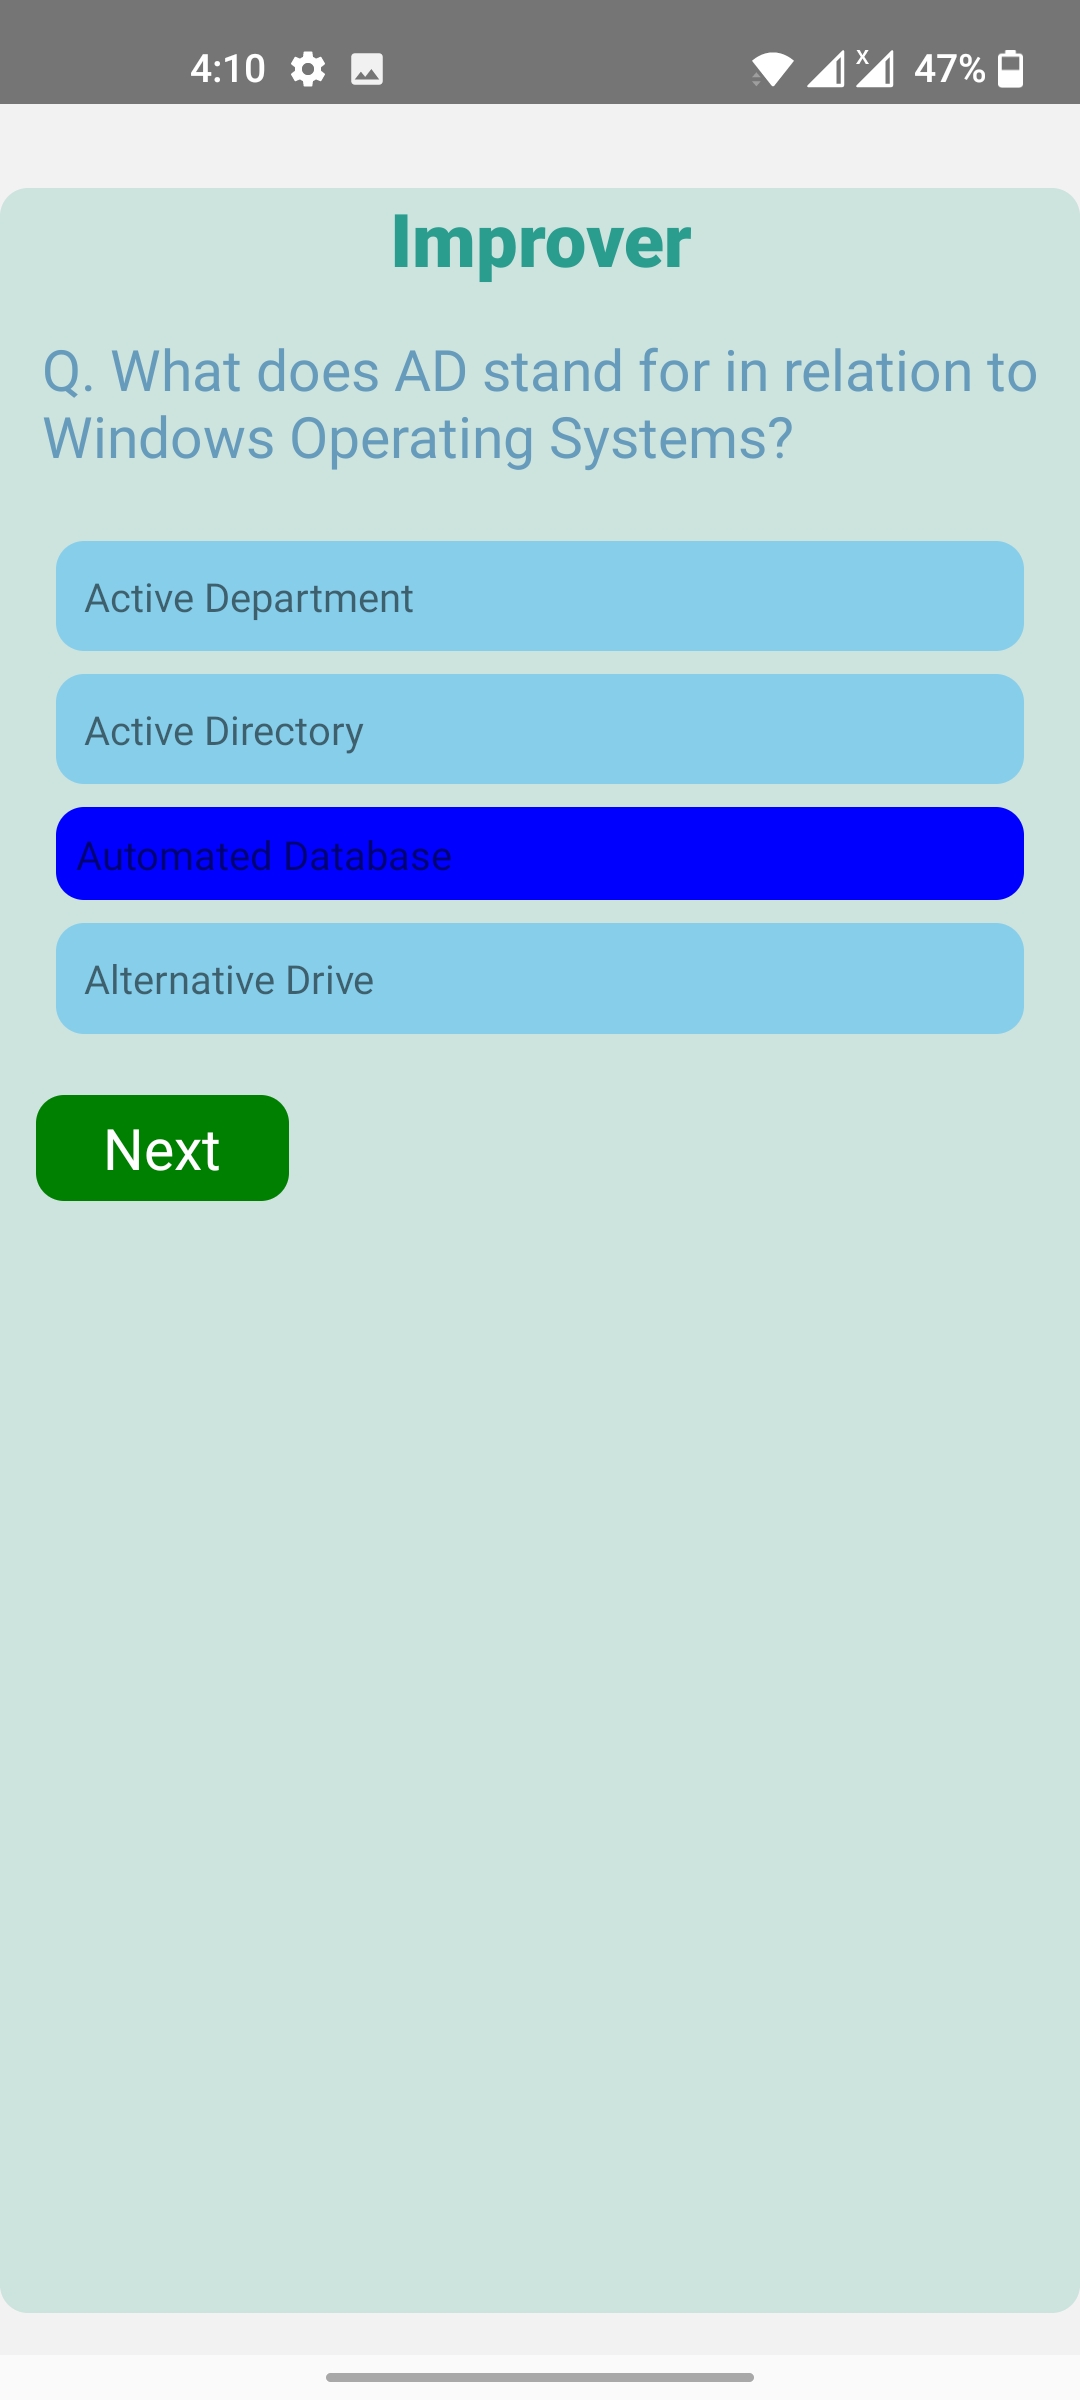 4:10
x
47%
Improver
Q. What does AD stand for in relation to
Windows Operating Systems?
Active Department
Active Directory
Automated Database
Alternative Drive
Next